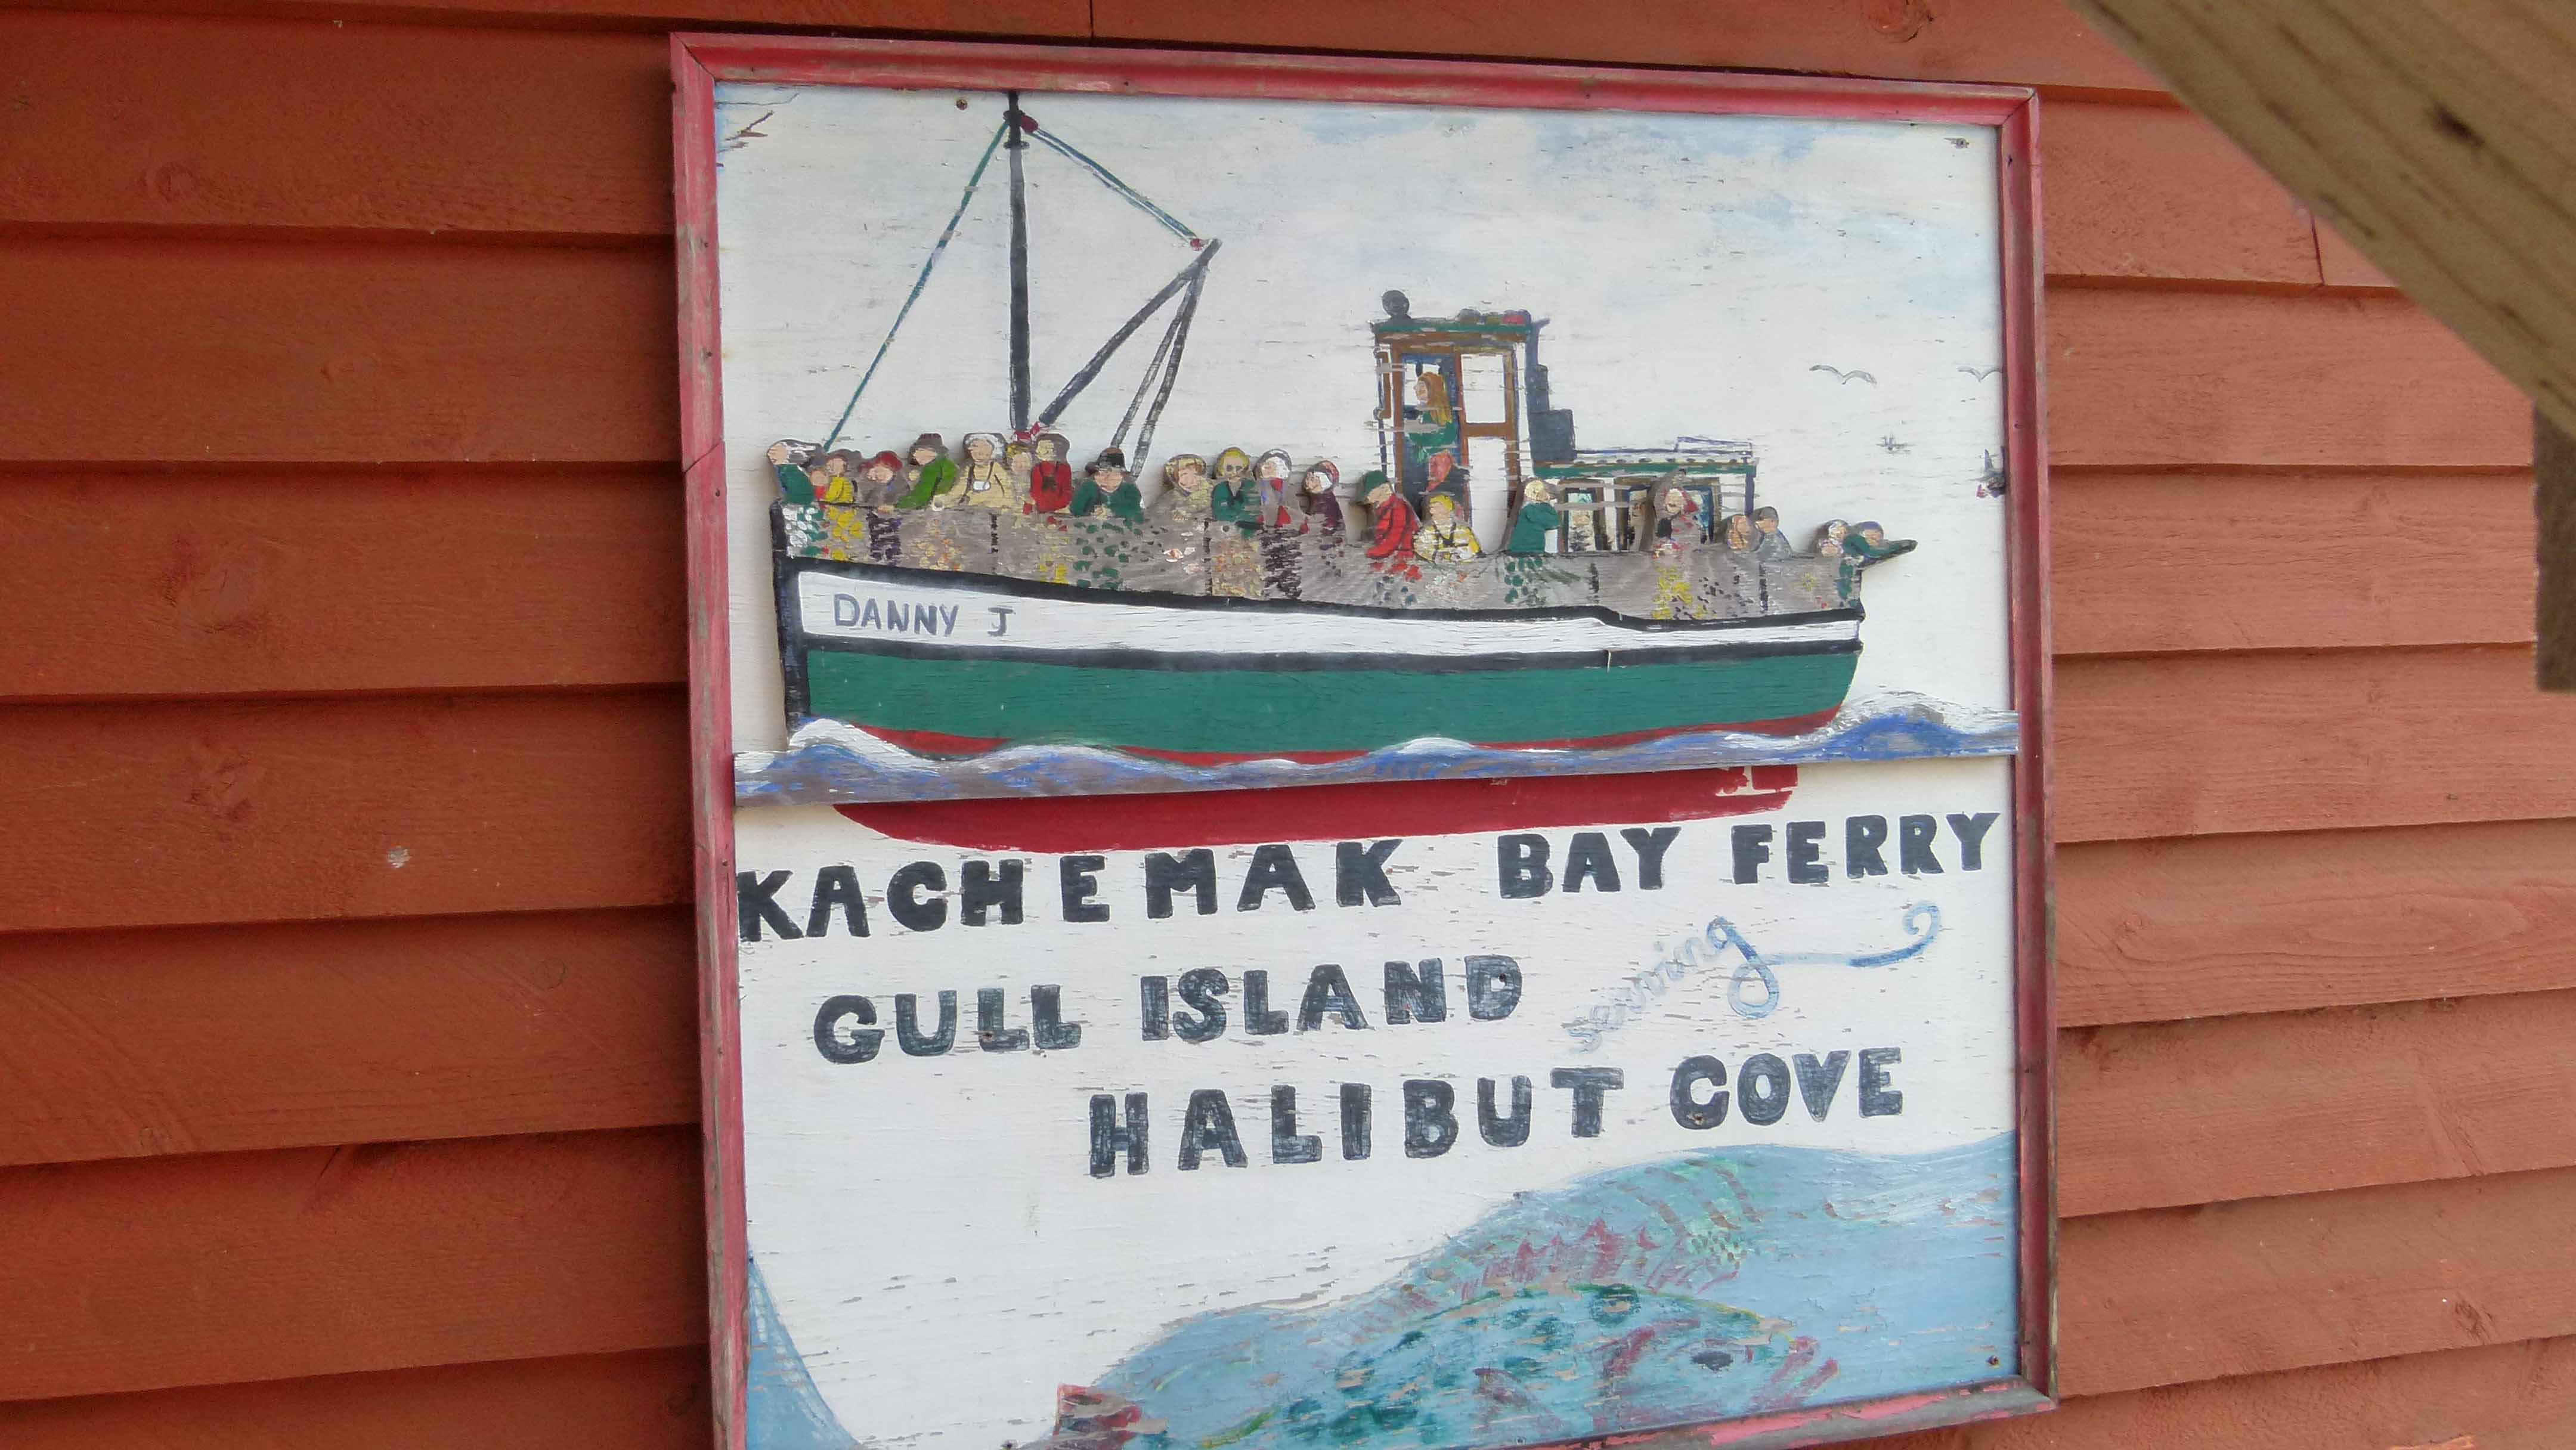 DANNY J
KACHEMAK BAY FERRY
serving
GULL ISLAND
HALIBUT COVE